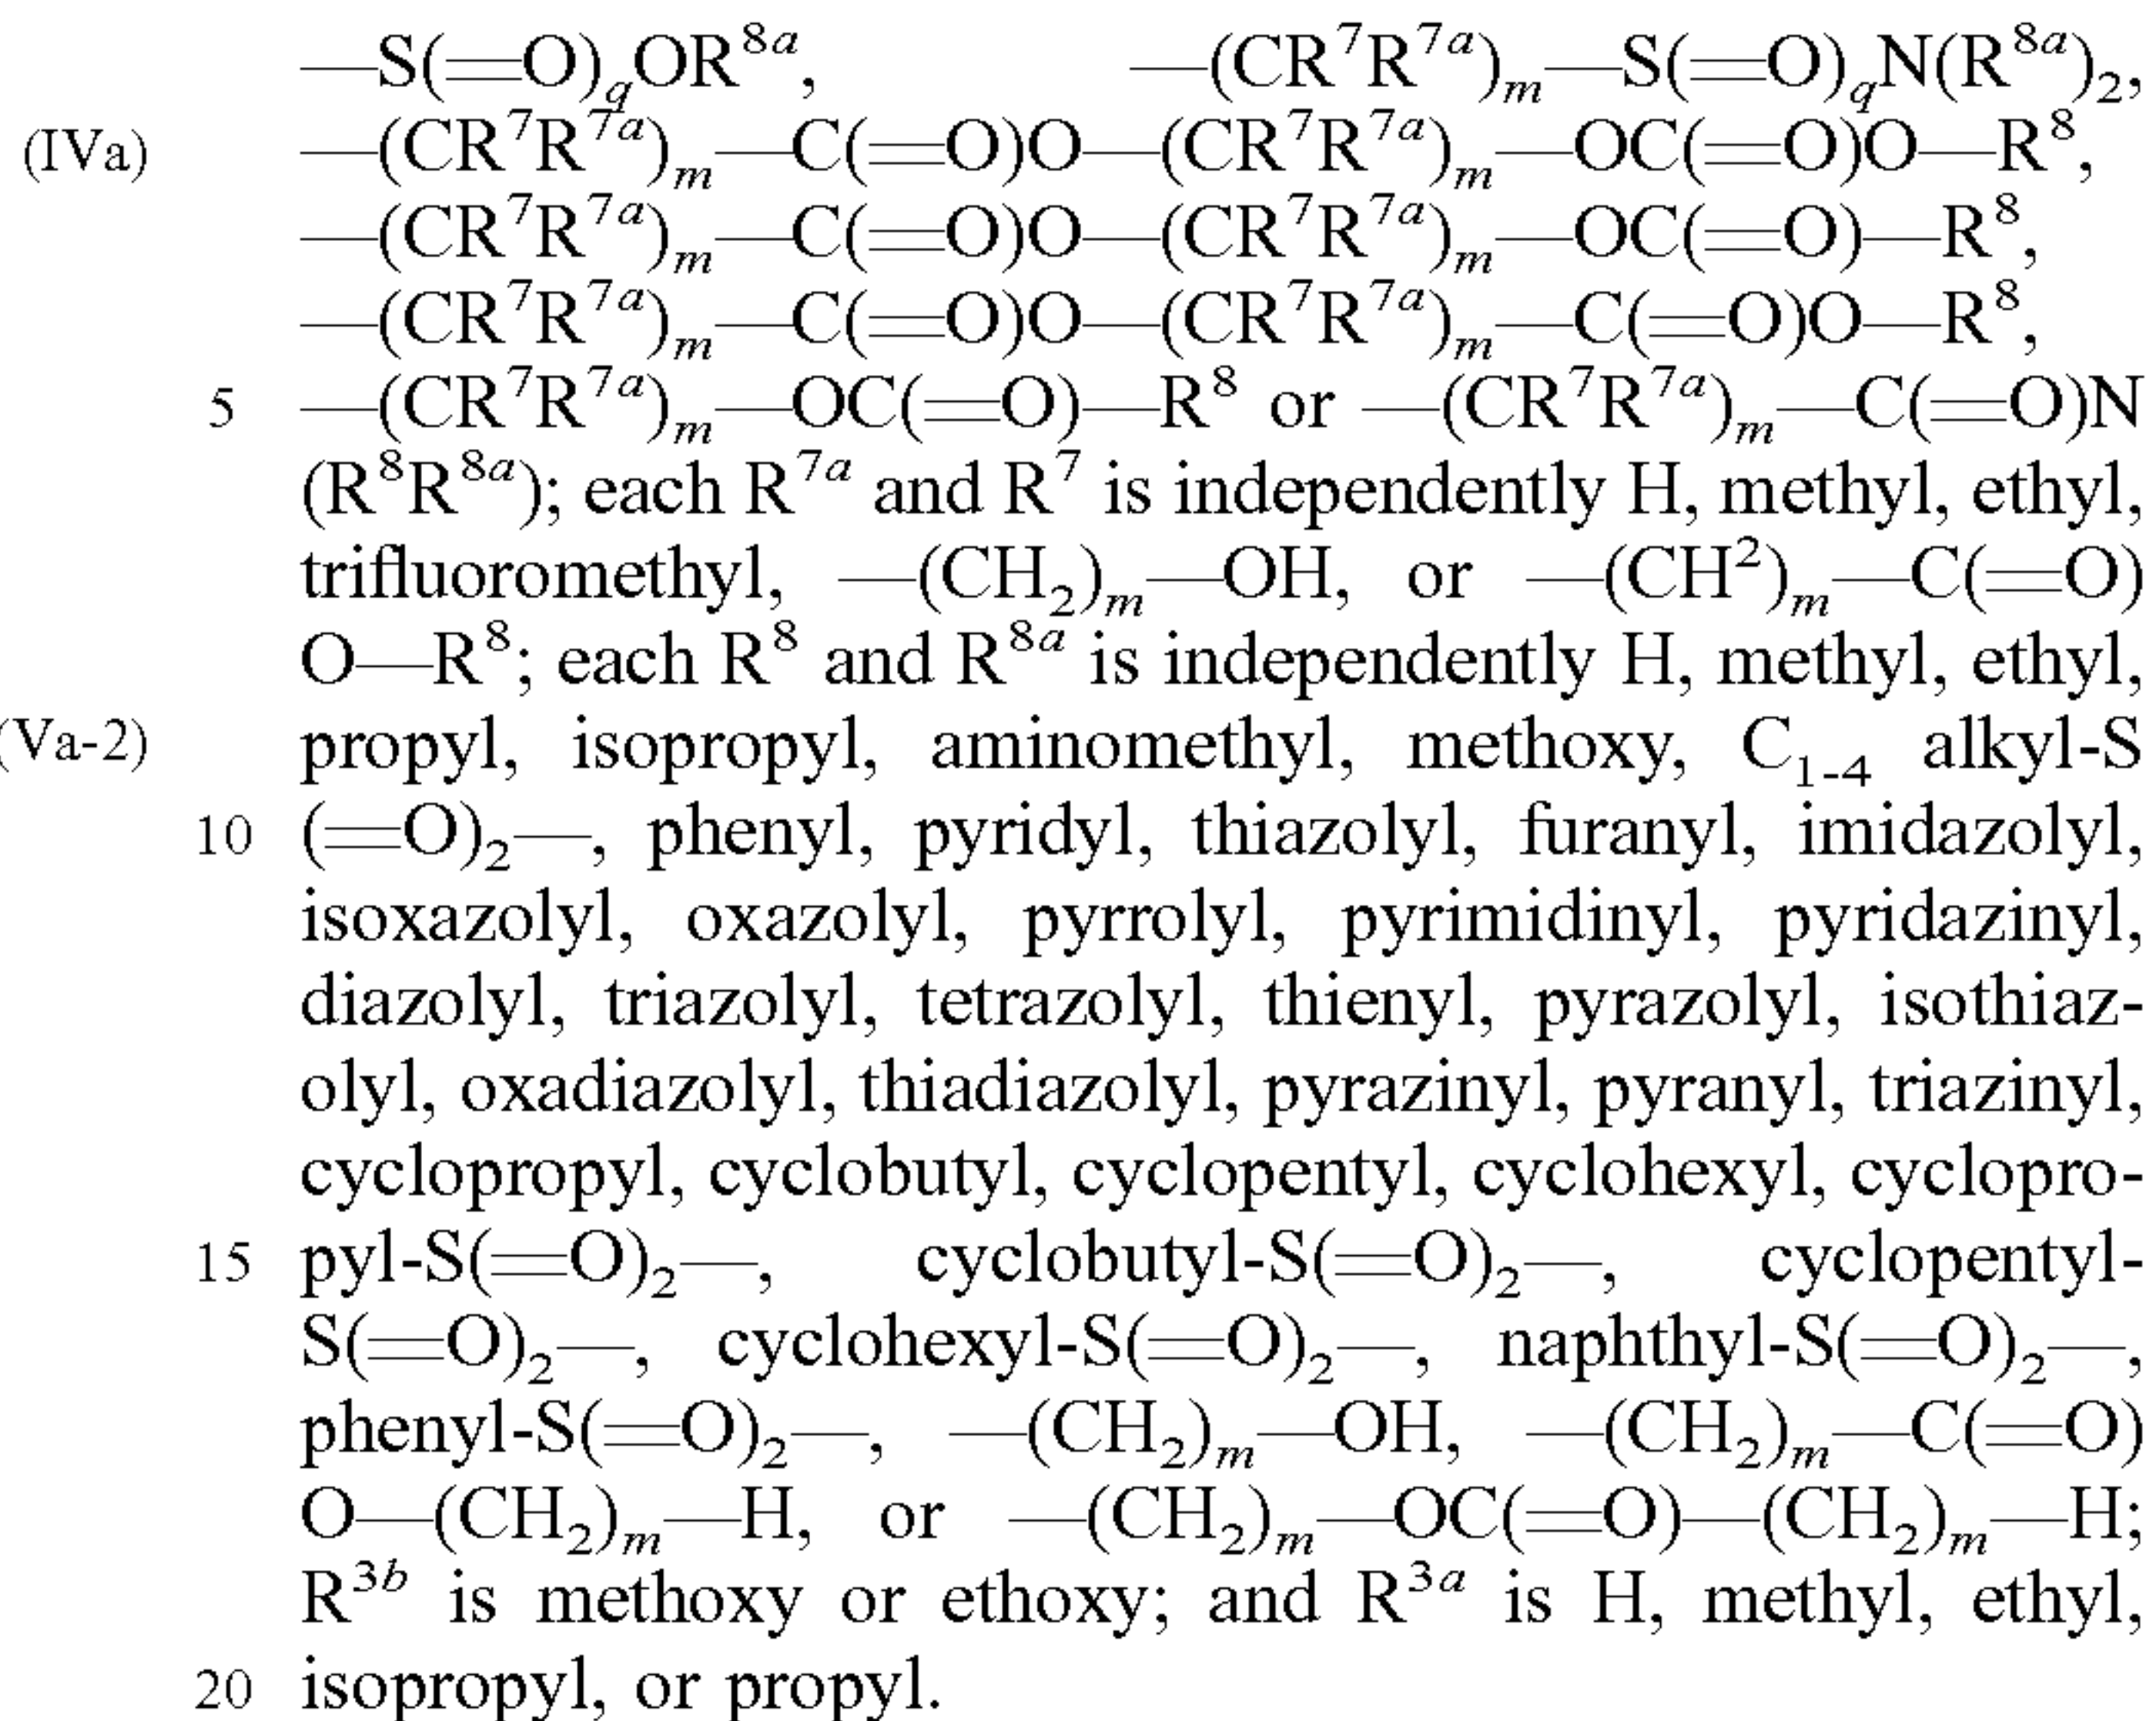 —S(═O)qOR8a, —(CR7R7a)m—S(═O)qN(R8a)2,
(IVa) —(CR7R7a)m—C(═O)O—(CR7R7a)m—OC(═O)O—R8,
—(CR7R7a)m—C(═O)O—(CR7R7a)m—OC(═O)—R8,
—(CR7R7a)m—C(═O)O—(CR7R7a)m—C(═O)O—R8,
5 —(CR7R7a)m—OC(═O)—R8 or —(CR7R7a)m—C(═O)N
(R8R8a); each R7a and R7 is independently H, methyl, ethyl,
trifluoromethyl, —(CH2)m—OH, or —(CH2)m—C(═O)
O—R8; each R8 and R8a is independently H, methyl, ethyl,
(Va-2) propyl, isopropyl, aminomethyl, methoxy, C1-4 alkyl-S
10 (═O)2—, phenyl, pyridyl, thiazolyl, furanyl, imidazolyl,
isoxazolyl, oxazolyl, pyrrolyl, pyrimidinyl, pyridazinyl,
diazolyl, triazolyl, tetrazolyl, thienyl, pyrazolyl, isothiaz-
olyl, oxadiazolyl, thiadiazolyl, pyrazinyl, pyranyl, triazinyl,
cyclopropyl, cyclobutyl, cyclopentyl, cyclohexyl, cyclopro-
15 pyl-S(═O)2—, cyclobutyl-S(═O)2—, cyclopentyl-
S(═O)2—, cyclohexyl-S(═O)2—, naphthyl-S(═O)2—,
phenyl-S(═O)2—, —(CH2)m—OH, —(CH2)m—C(═O)
O—(CH2)m—H, or —(CH2)m—OC(═O)—(CH2)m—H;
R3b is methoxy or ethoxy; and R3a is H, methyl, ethyl,
20 isopropyl, or propyl.